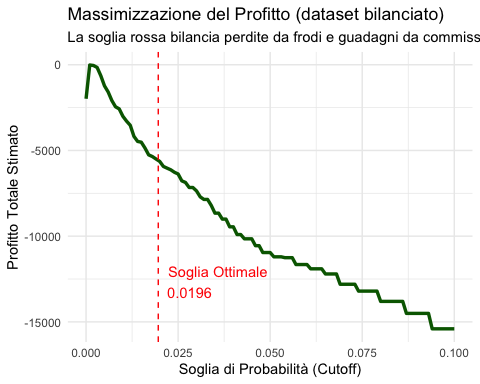 Massimizzazione del Profitto (dataset bilanciato)
La soglia rossa bilancia perdite da frodi e guadagni da commiss
Profitto Totale Stimato
0
-5000
-10000
-15000
Soglia Ottimale
0.0196
0.000
0.025
0.050
0.075
0.100
Soglia di Probabilità (Cutoff)